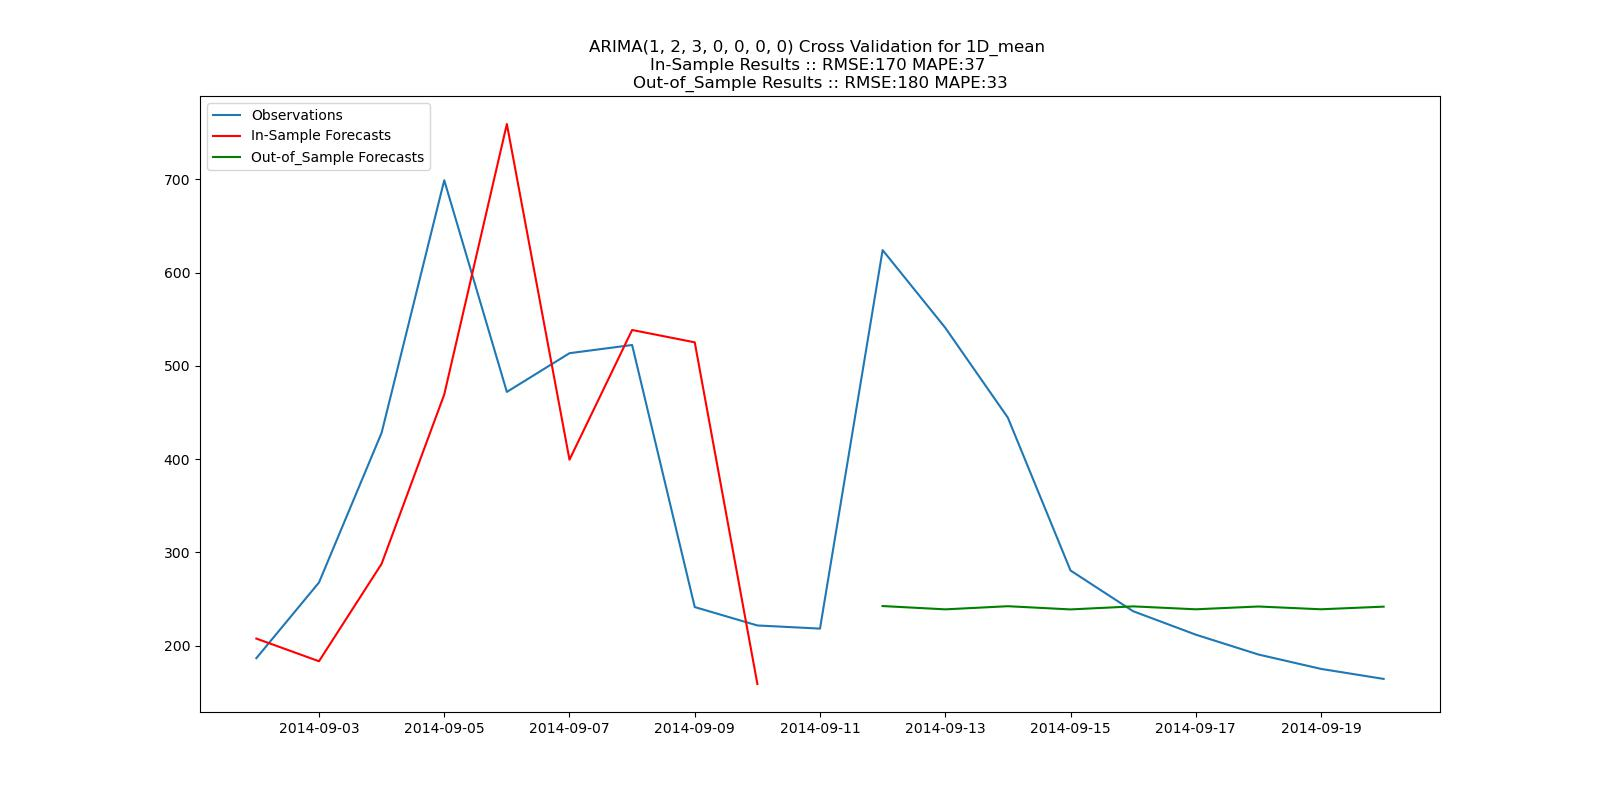 ARIMA(1, 2, 3, 0, 0, 0, 0) Cross Validation for 1D_mean
In-Sample Results :: RMSE:170 MAPE:37
Out-of_Sample Results :: RMSE:180 MAPE:33
Observations
In-Sample Forecasts
Out-of_Sample Forecasts
700
600
500
400
300
200
2014-09-03
2014-09-05
2014-09-07
2014-09-09
2014-09-11
2014-09-13
2014-09-15
2014-09-17
2014-09-19